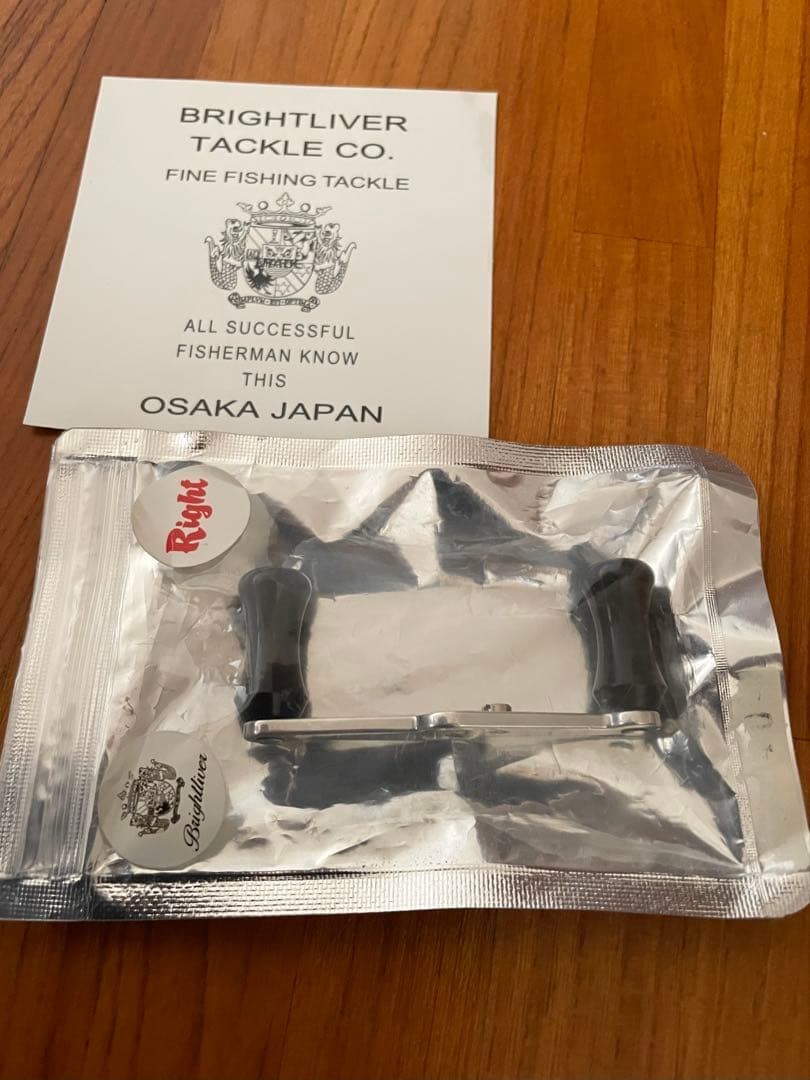 BRIGHTLIVER
TACKLE CO.
FINE FISHING TACKLE
ALL SUCCESSFUL
FISHERMAN KNOW
THIS
OSAKA JAPAN
Right
Brightliver